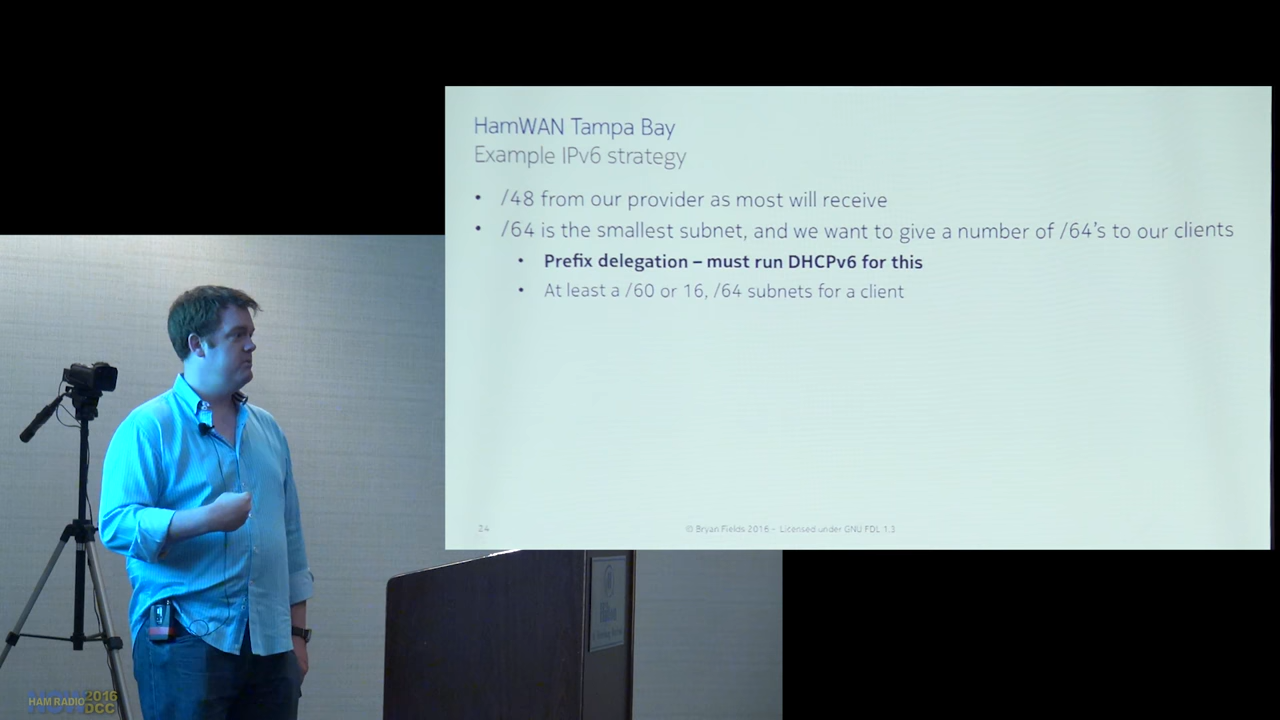 HamWAN Tampa Bay
Example IPv6 strategy
• /48 from our provider as most will receive
• /64 is the smallest subnet, and we want to give a number of /64's to our clients
• Prefix delegation – must run DHCPv6 for this
• At least a /60 or 16, /64 subnets for a client
24
© Bryan Fields 2016 - Licensed under GNU FDL 1.3
HAM RADIO
NOW
2016
DCC